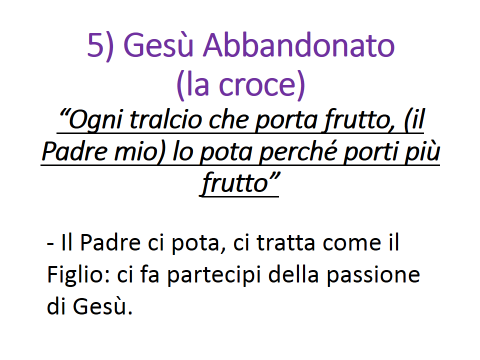 5) Gesù Abbandonato
(la croce)
“Ogni tralcio che porta frutto, (il
Padre mio) lo pota perché porti più
frutto”
- Il Padre ci pota, ci tratta come il
Figlio: ci fa partecipi della passione
di Gesù.